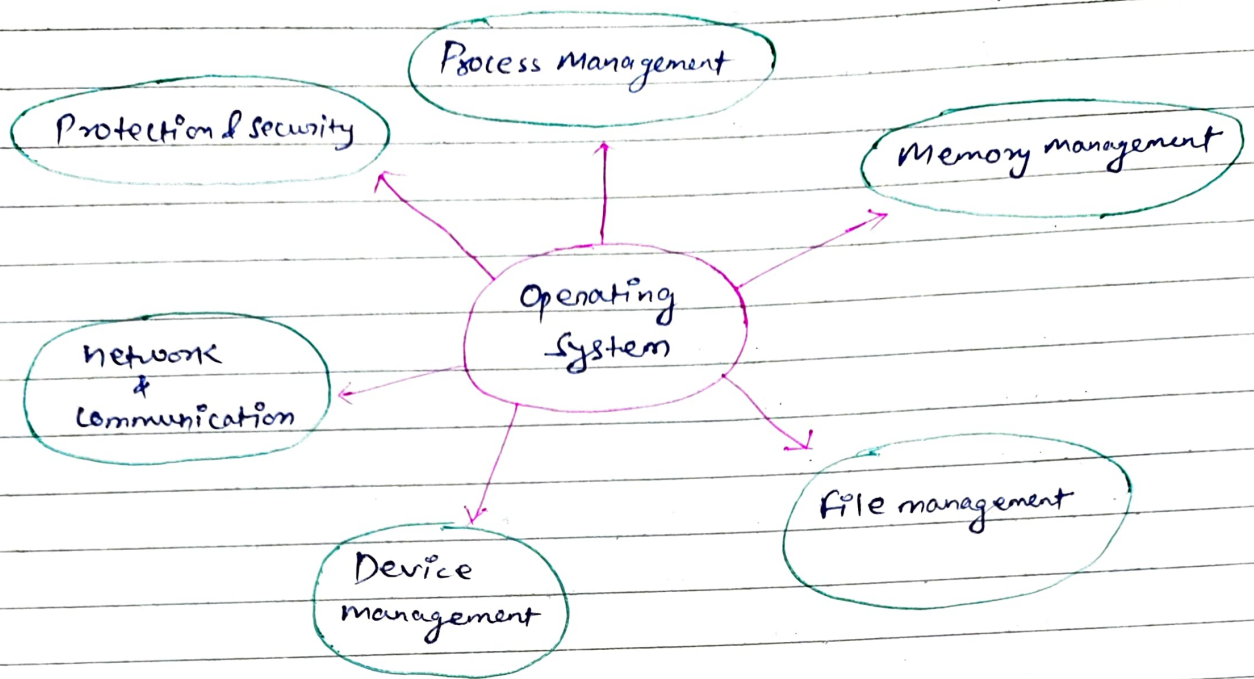 Process Management
Protection & security
Memory management
Operating
system
network
&
communication
File management
Device
management